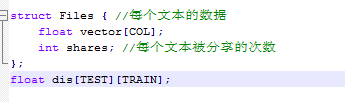 struct Files { //每个文本的数据
    float vector[COL];
    int shares; //每个文本被分享的次数
};
float dis[TEST][TRAIN];